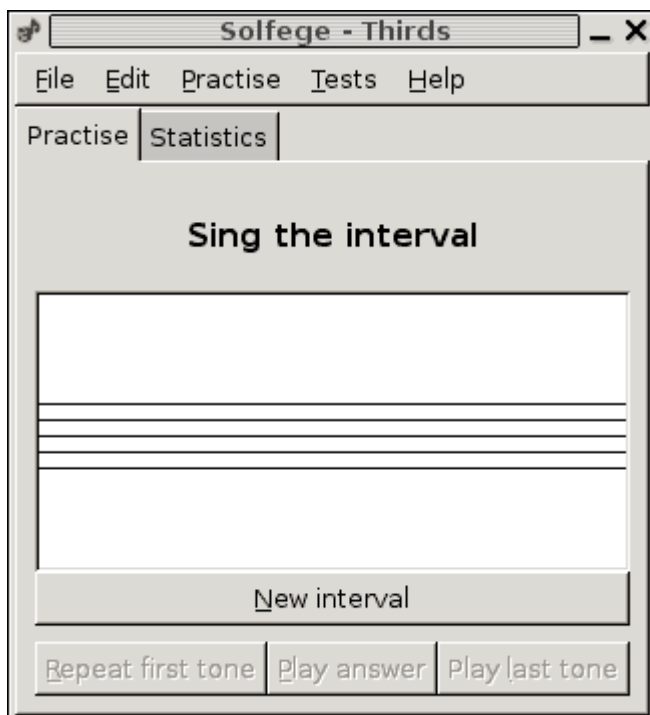 Solfege - Thirds
File Edit Practise Tests Help
Practise Statistics
Sing the interval
New interval
Repeat first tone Play answer Play last tone